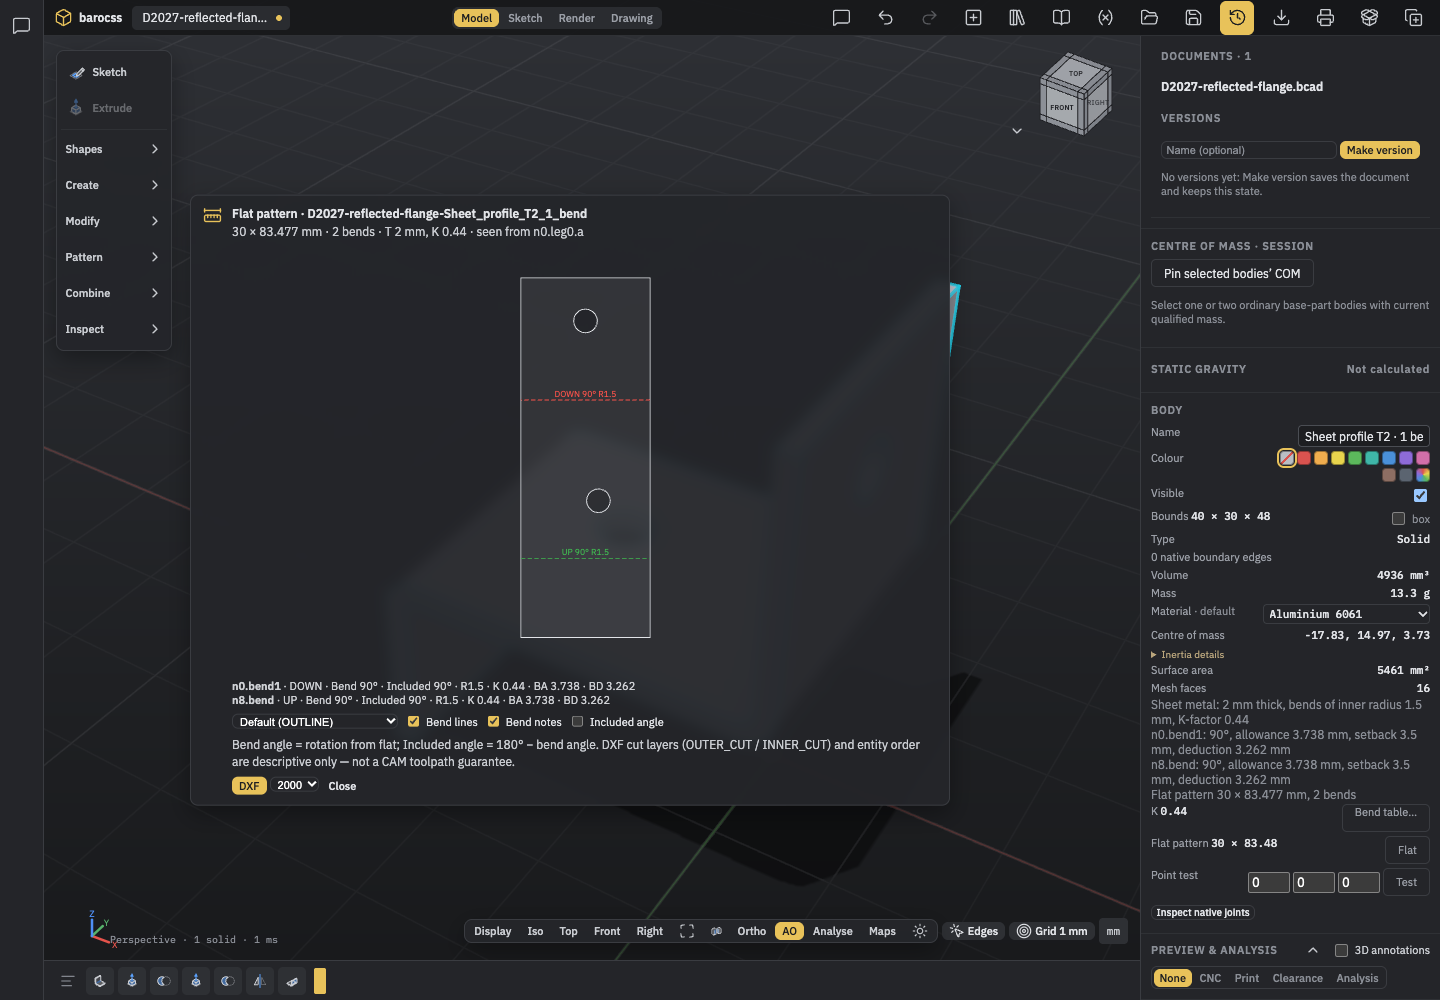 barocss
D2027-reflected-flan...
Model
Sketch
Render
Drawing
Sketch
Extrude
Shapes
Create
Modify
Pattern
Combine
Inspect
TOP
FRONT
RIGHT
Flat pattern · D2027-reflected-flange-Sheet_profile_T2_1_bend
30 × 83.477 mm · 2 bends · T 2 mm, K 0.44 · seen from n0.leg0.a
DOWN 90° R1.5
UP 90° R1.5
n0.bend1 · DOWN · Bend 90° · Included 90° · R1.5 · K 0.44 · BA 3.738 · BD 3.262
n8.bend · UP · Bend 90° · Included 90° · R1.5 · K 0.44 · BA 3.738 · BD 3.262
Default (OUTLINE)
Bend lines
Bend notes
Included angle
Bend angle = rotation from flat; Included angle = 180° − bend angle. DXF cut layers (OUTER_CUT / INNER_CUT) and entity order
are descriptive only — not a CAM toolpath guarantee.
DXF
2000
Close
Z
Y
X
Perspective · 1 solid · 1 ms
Display
Iso
Top
Front
Right
Ortho
AO
Analyse
Maps
Edges
Grid 1 mm
mm
DOCUMENTS · 1
D2027-reflected-flange.bcad
VERSIONS
Name (optional)
Make version
No versions yet: Make version saves the document
and keeps this state.
CENTRE OF MASS · SESSION
Pin selected bodies’ COM
Select one or two ordinary base-part bodies with current
qualified mass.
STATIC GRAVITY
Not calculated
BODY
Name
Sheet profile T2 · 1 be
Colour
Visible
Bounds 40 × 30 × 48
box
Type
Solid
0 native boundary edges
Volume
4936 mm³
Mass
13.3 g
Material · default
Aluminium 6061
Centre of mass
-17.83, 14.97, 3.73
Inertia details
Surface area
5461 mm²
Mesh faces
16
Sheet metal: 2 mm thick, bends of inner radius 1.5
mm, K-factor 0.44
n0.bend1: 90°, allowance 3.738 mm, setback 3.5
mm, deduction 3.262 mm
n8.bend: 90°, allowance 3.738 mm, setback 3.5
mm, deduction 3.262 mm
Flat pattern 30 × 83.477 mm, 2 bends
K 0.44
Bend table...
Flat pattern 30 × 83.48
Flat
Point test
0
0
0
Test
Inspect native joints
PREVIEW & ANALYSIS
3D annotations
None
CNC
Print
Clearance
Analysis